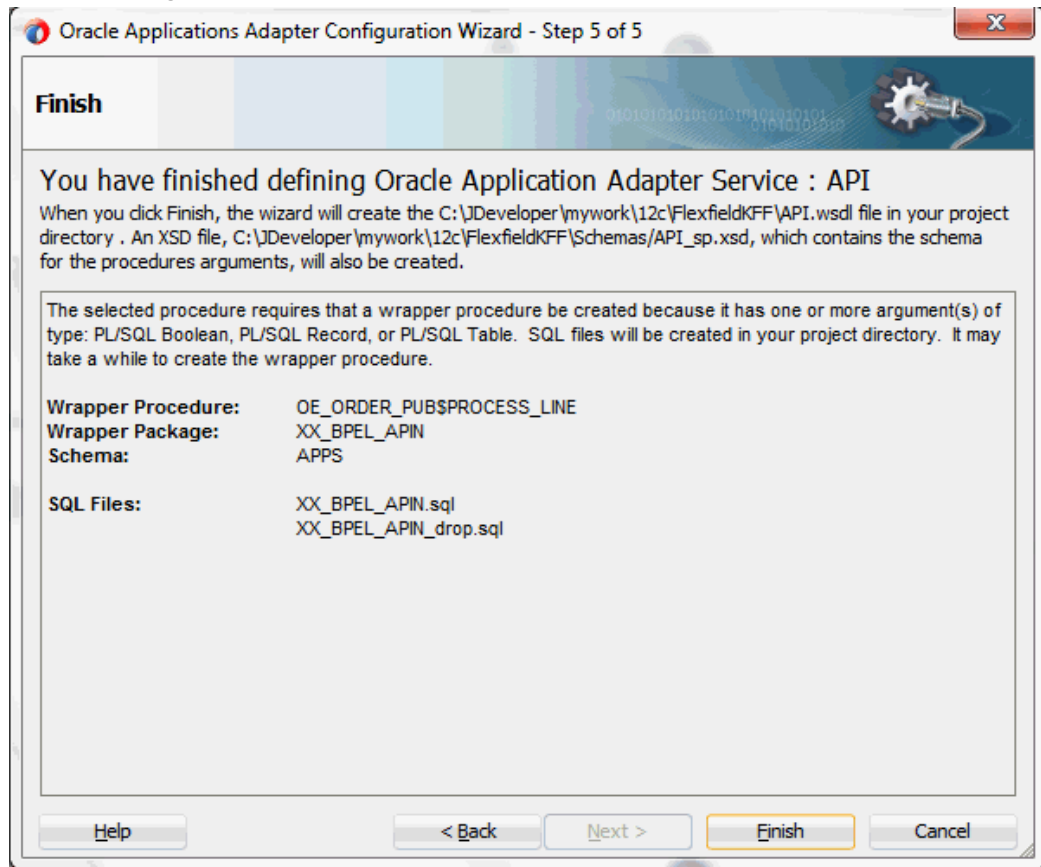 Oracle Applications Adapter Configuration Wizard - Step 5 of 5
X
Finish
You have finished defining Oracle Application Adapter Service : API
When you click Finish, the wizard will create the C:\JDeveloper\mywork\12c\FlexfieldKFF\API.wsdl file in your project
directory . An XSD file, C:\JDeveloper\mywork\12c\FlexfieldKFF\Schemas/API_sp.xsd, which contains the schema
for the procedures arguments, will also be created.
The selected procedure requires that a wrapper procedure be created because it has one or more argument(s) of
type: PL/SQL Boolean, PL/SQL Record, or PL/SQL Table.  SQL files will be created in your project directory.  It may
take a while to create the wrapper procedure.
Wrapper Procedure: OE_ORDER_PUB$PROCESS_LINE
Wrapper Package: XX_BPEL_APIN
Schema: APPS
SQL Files: XX_BPEL_APIN.sql
XX_BPEL_APIN_drop.sql
Help < Back Next > Finish Cancel